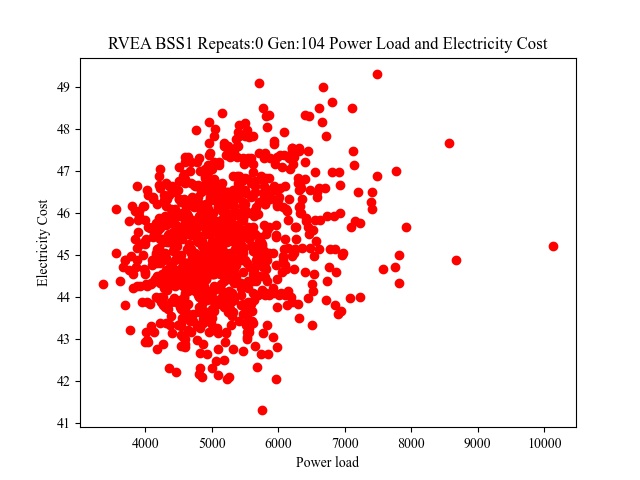 RVEA BSS1 Repeats:0 Gen:104 Power Load and Electricity Cost
Electricity Cost
49
48
47
46
45
44
43
42
41
4000 5000 6000 7000 8000 9000 10000
Power load